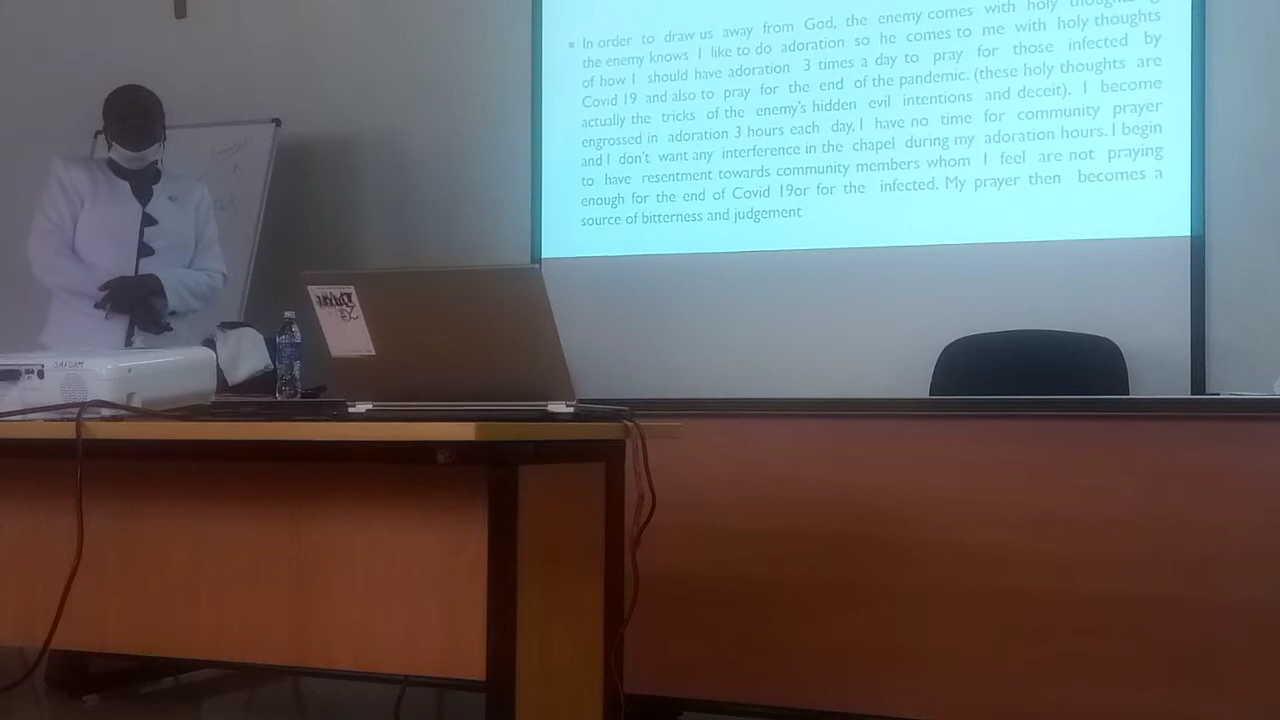 In order to draw us away from God, the enemy comes with holy
the enemy knows I like to do adoration so he comes to me with holy thoughts
of how I should have adoration 3 times a day to pray for those infected by
Covid 19 and also to pray for the end of the pandemic. (these holy thoughts are
actually the tricks of the enemy's hidden evil intentions and deceit). I become
engrossed in adoration 3 hours each day, I have no time for community prayer
and I don't want any interference in the chapel during my adoration hours. I begin
to have resentment towards community members whom I feel are not praying
enough for the end of Covid 19or for the infected. My prayer then becomes a
source of bitterness and judgement